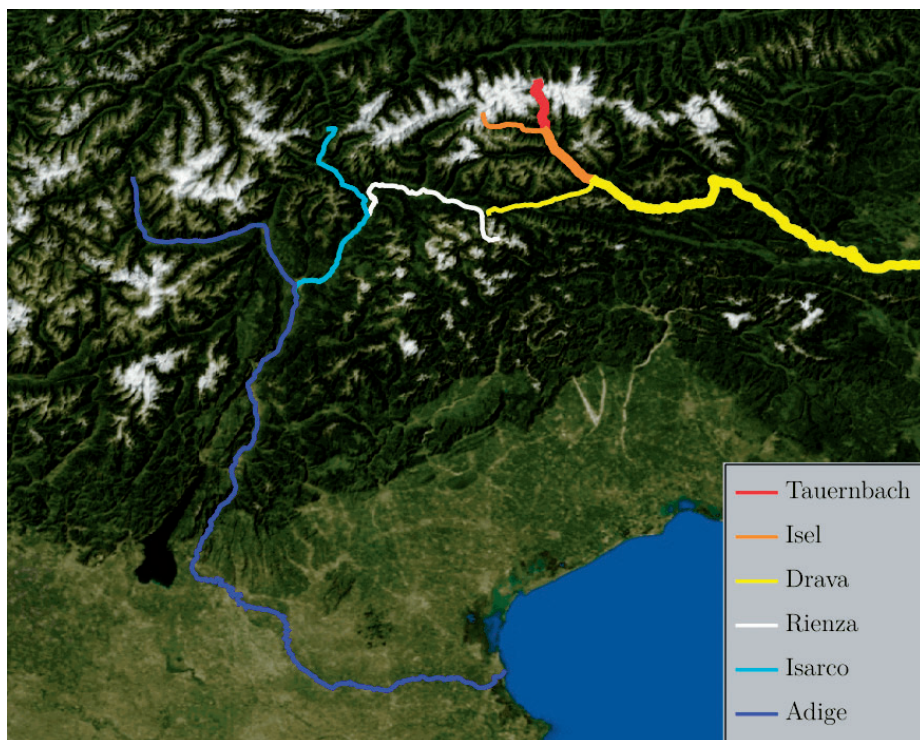 Tauernbach
Isel
Drava
Rienza
Isarco
Adige